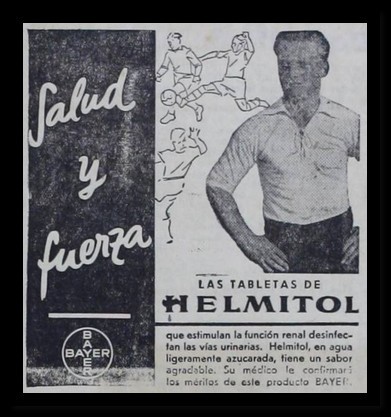 Salud
y
fuerza
BAYER
BAYER
LAS TABLETAS DE
HELMITOL
que estimulan la función renal desinfec-
tan las vías urinarias. Helmitol, en agua
ligeramente azucarada, tiene un sabor
agradable. Su médico le confirmará
los méritos de este producto BAYER.